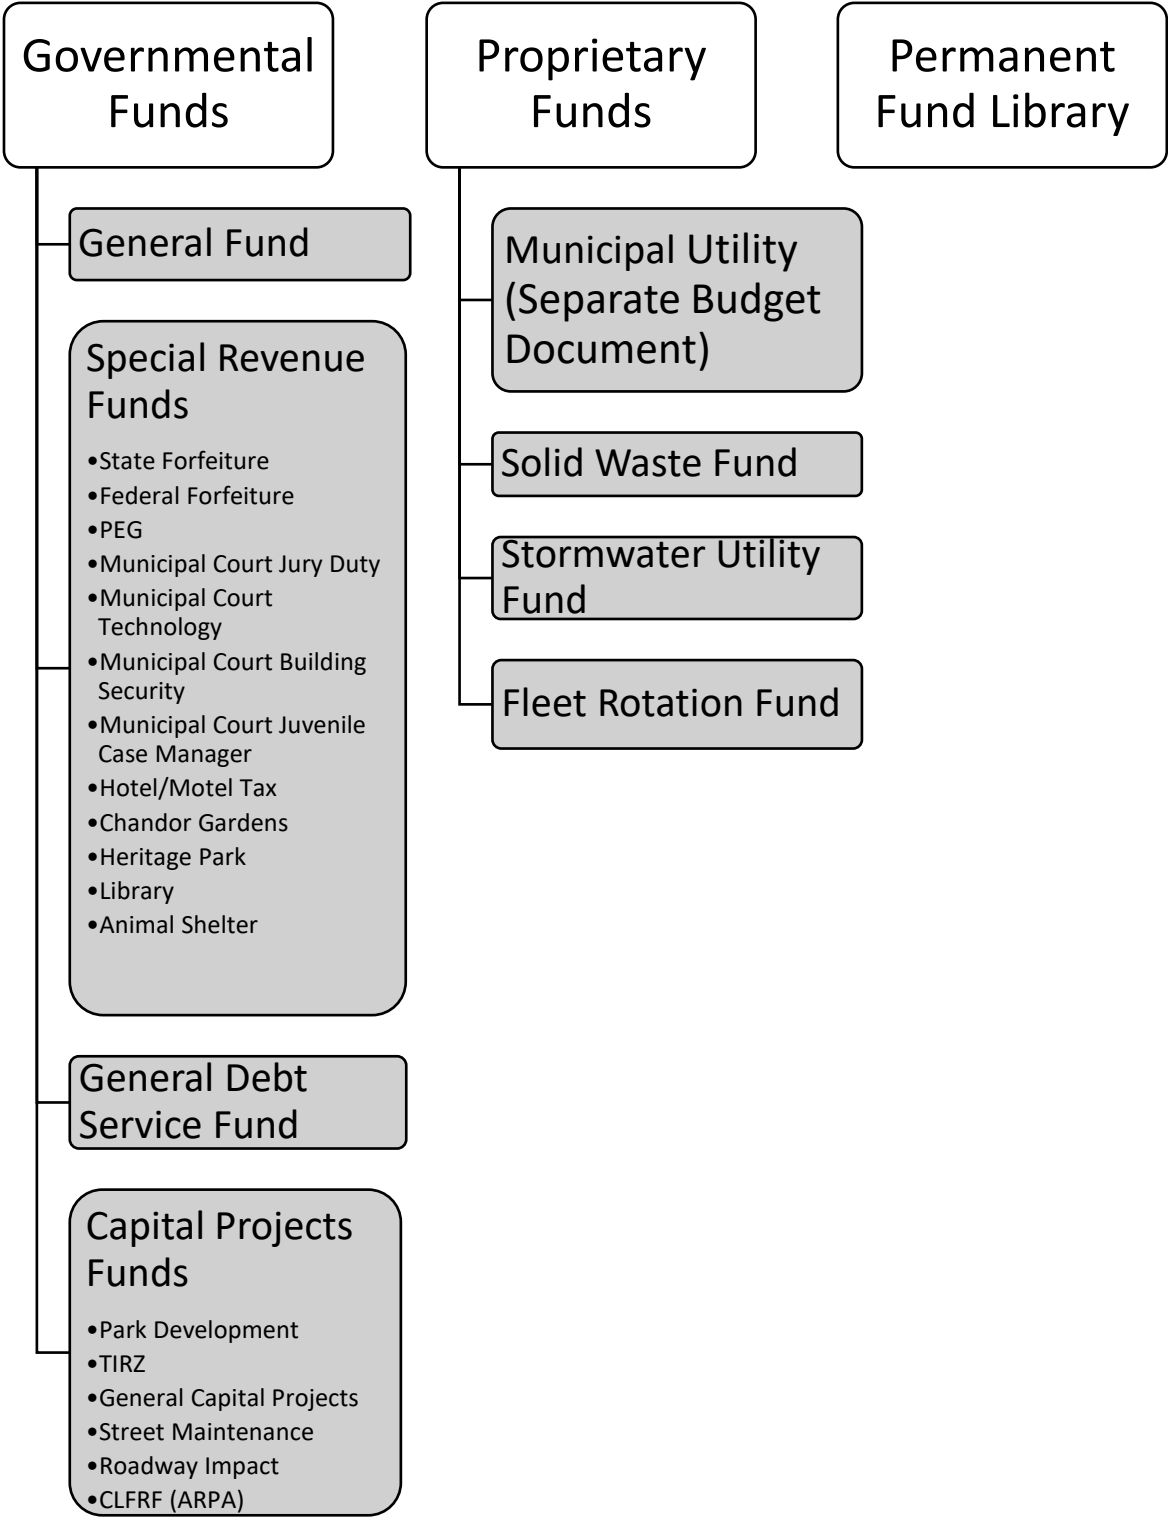 Governmental
Funds
General Fund
Special Revenue
Funds
•State Forfeiture
•Federal Forfeiture
•PEG
•Municipal Court Jury Duty
•Municipal Court
Technology
•Municipal Court Building
Security
•Municipal Court Juvenile
Case Manager
•Hotel/Motel Tax
•Chandor Gardens
•Heritage Park
•Library
•Animal Shelter
General Debt
Service Fund
Capital Projects
Funds
•Park Development
•TIRZ
•General Capital Projects
•Street Maintenance
•Roadway Impact
•CLFRF (ARPA)
Proprietary
Funds
Municipal Utility
(Separate Budget
Document)
Solid Waste Fund
Stormwater Utility
Fund
Fleet Rotation Fund
Permanent
Fund Library